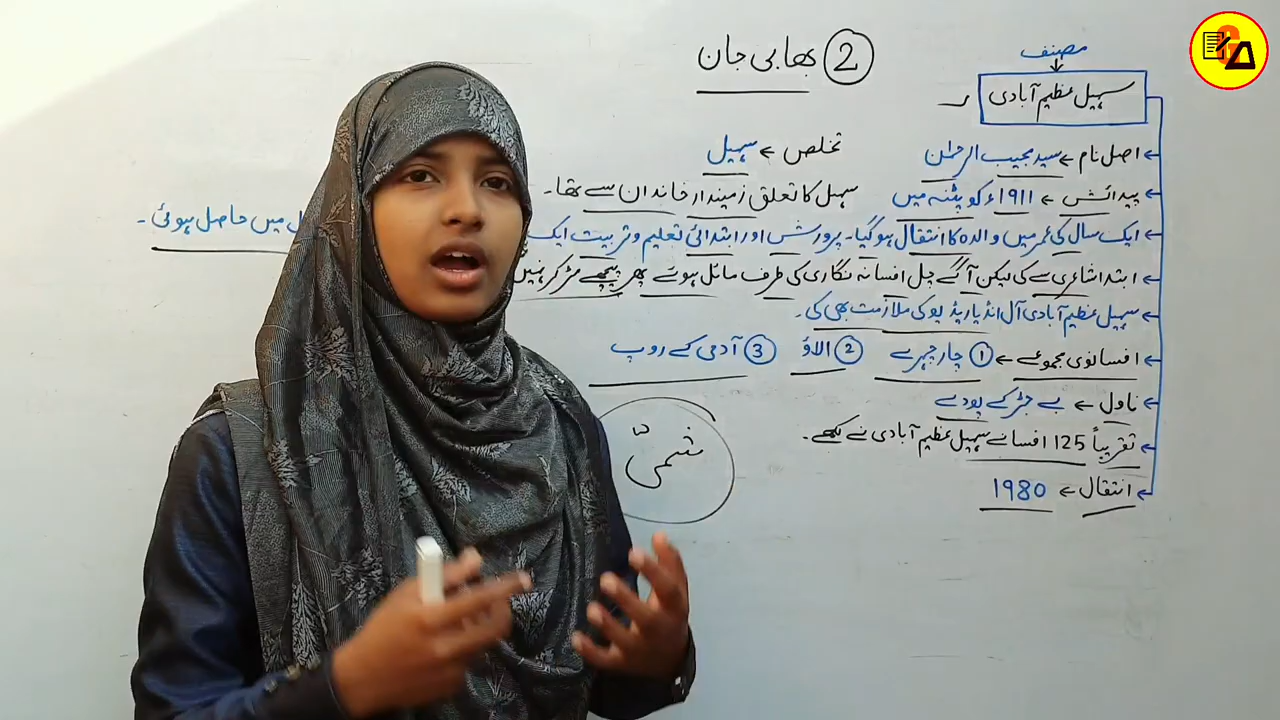 ② بھابی جان
مصنف
سہیل عظیم آبادی
اصل نام ← سید مجیب الرحمان تخلص ← سہیل
پیدائش ← ۱۹۱۱ء کو پٹنہ میں سہیل کا تعلق زمیندار خاندان سے تھا۔
ایک سال کی عمر میں والدہ کا انتقال ہو گیا۔ پرورش اور ابتدائی تعلیم و تربیت ایک میں حاصل ہوئی۔
ابتدا شاعری سے کی لیکن آگے چل افسانہ نگاری کی طرف مائل ہوئے پھر پیچھے مڑ کر نہیں
سہیل عظیم آبادی آل انڈیا ریڈیو کی ملازمت بھی کی۔
افسانوی مجموعے ← ① چار چہرے ② الاؤ ③ آدمی کے روپ
ناول ← بے جڑ کے پودے
تقریباً 125 افسانے سہیل عظیم آبادی نے لکھے۔
انتقال ← 1980